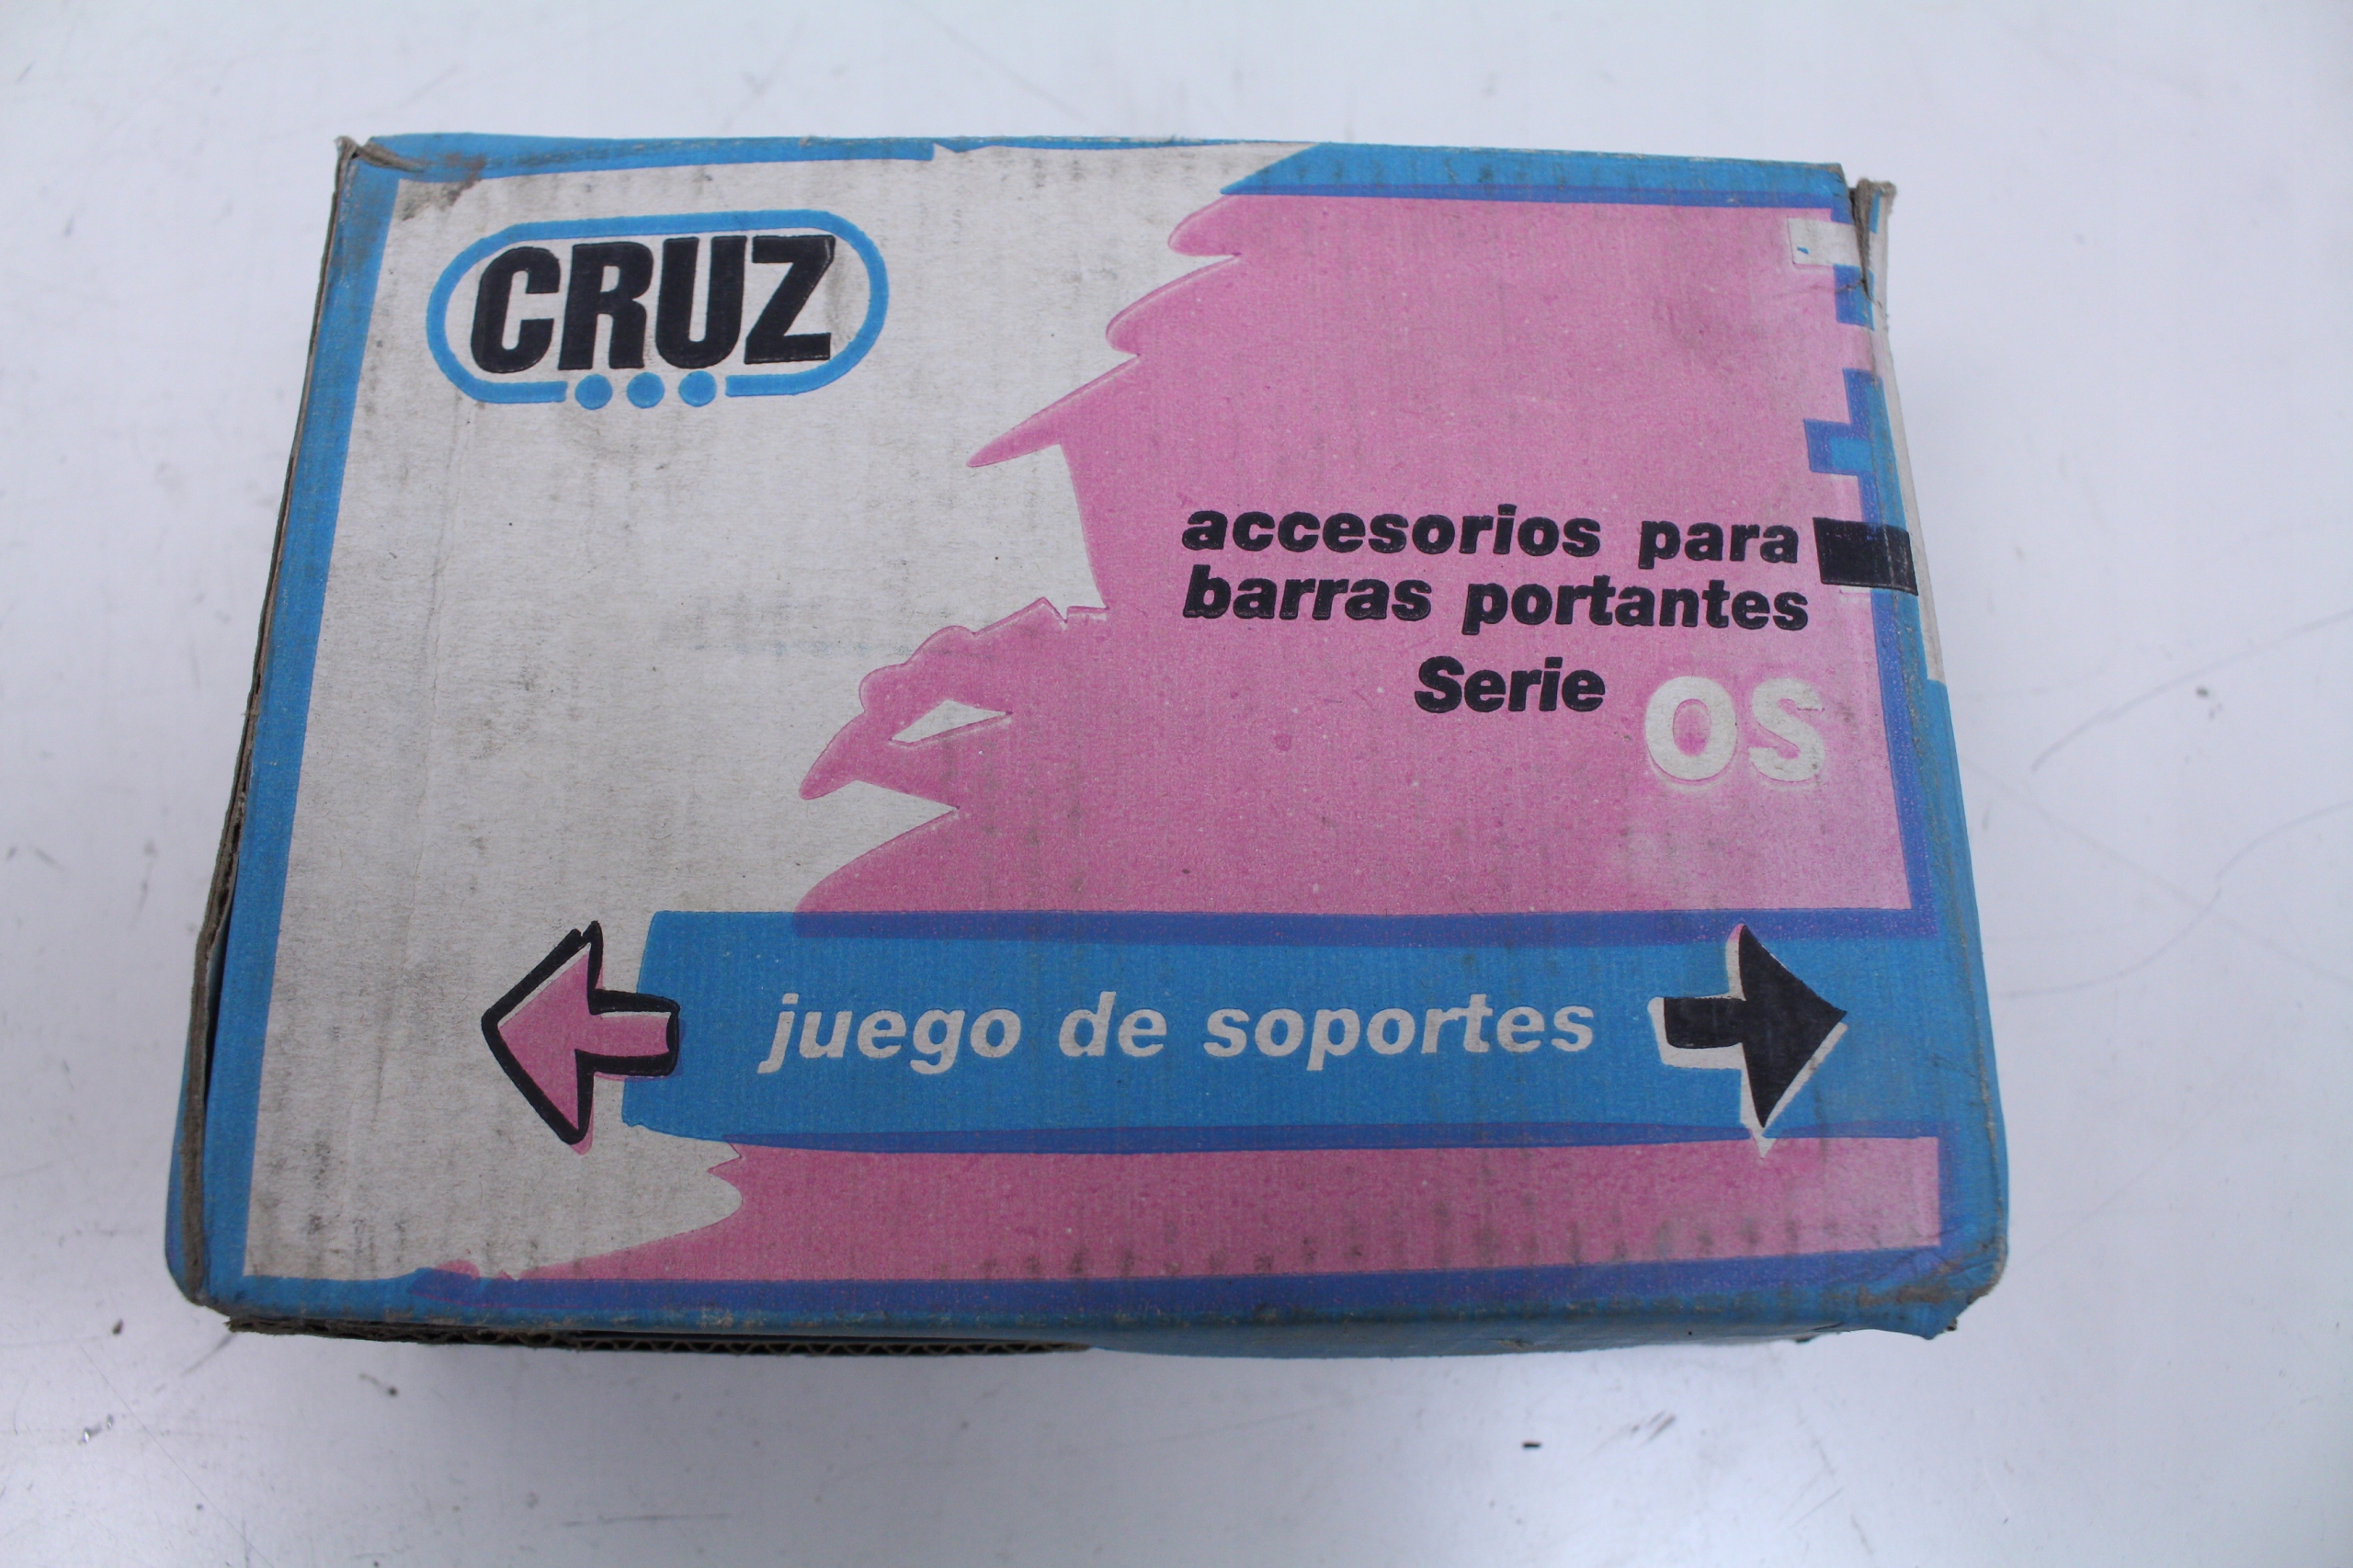 CRUZ
accesorios para
barras portantes
Serie OS
juego de soportes